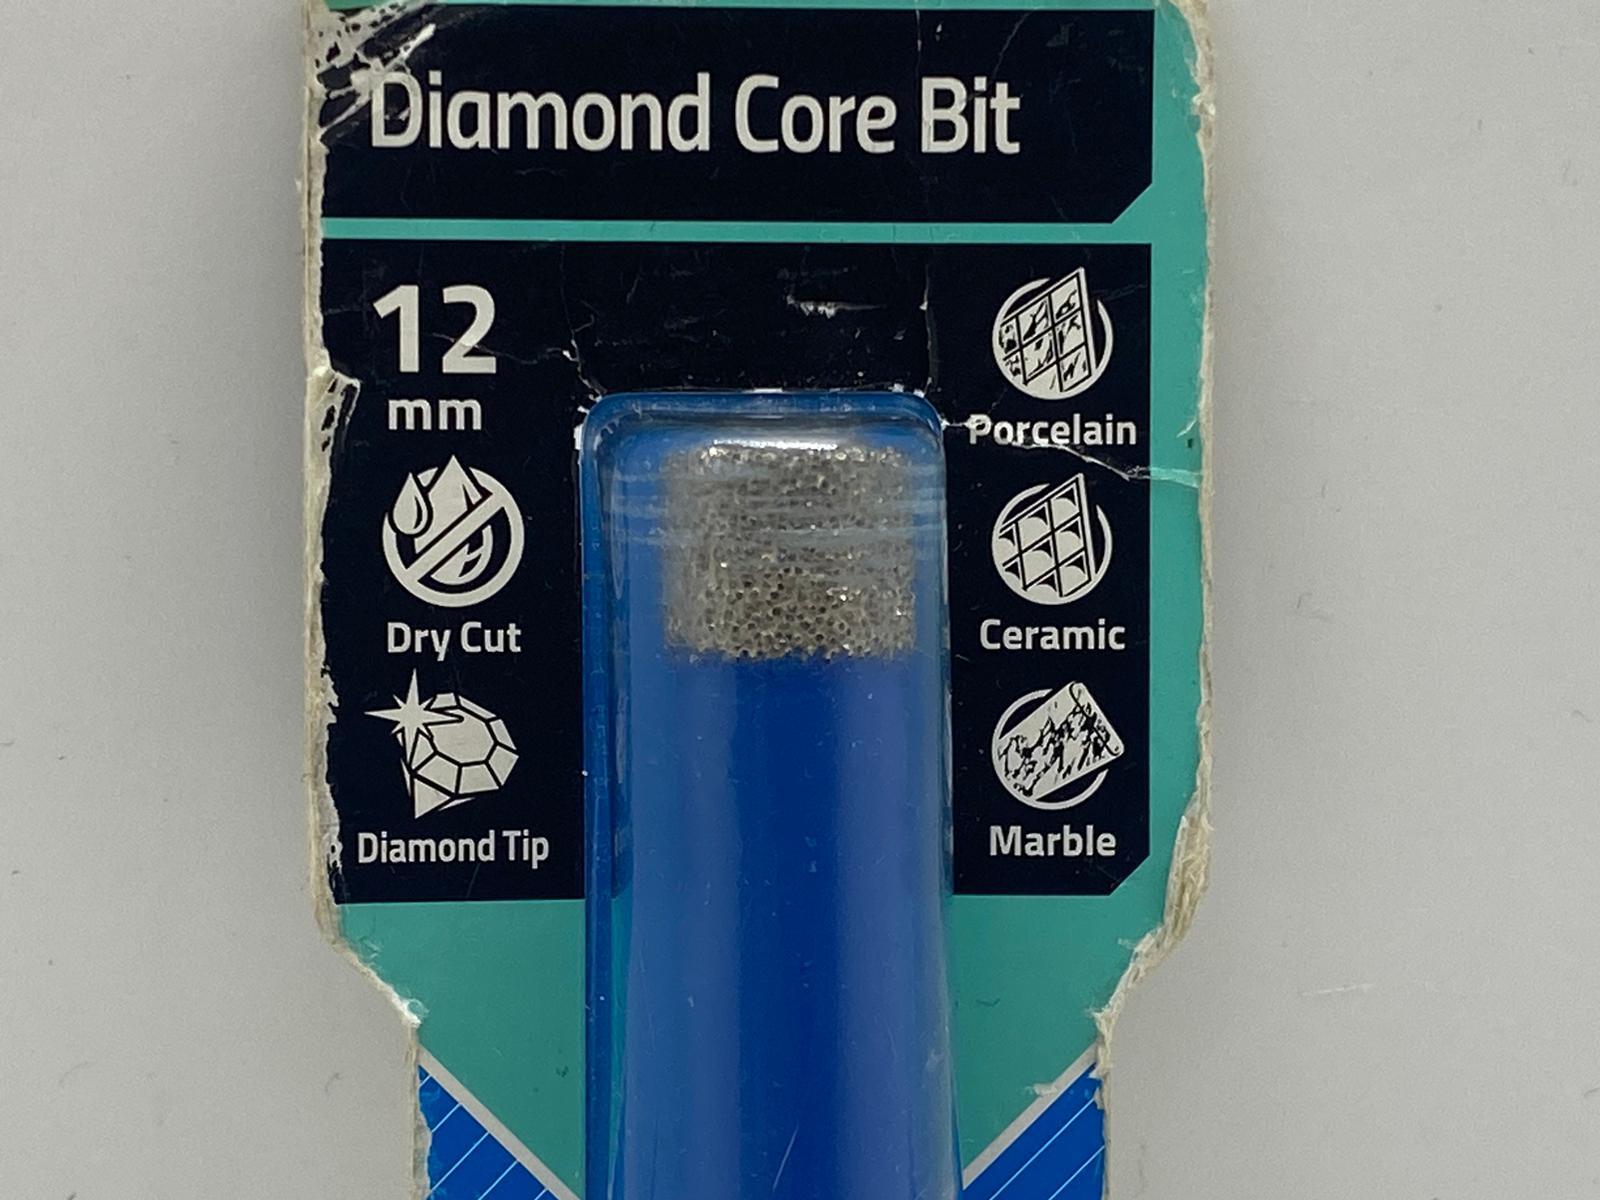 Diamond Core Bit
12
mm
Dry Cut
Diamond Tip
Porcelain
Ceramic
Marble